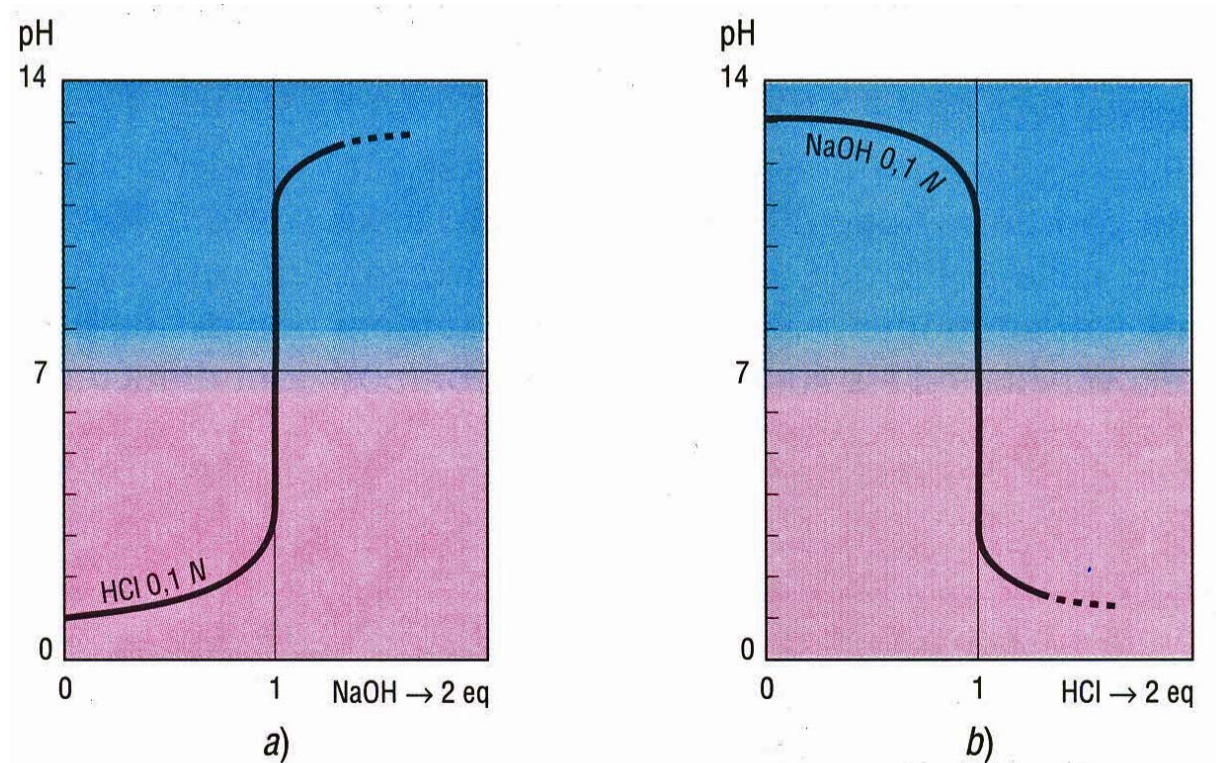 pH
14
HCl 0,1 N
7
0
0
1
NaOH → 2 eq
a)
pH
14
NaOH 0,1 N
7
0
0
1
HCl → 2 eq
b)